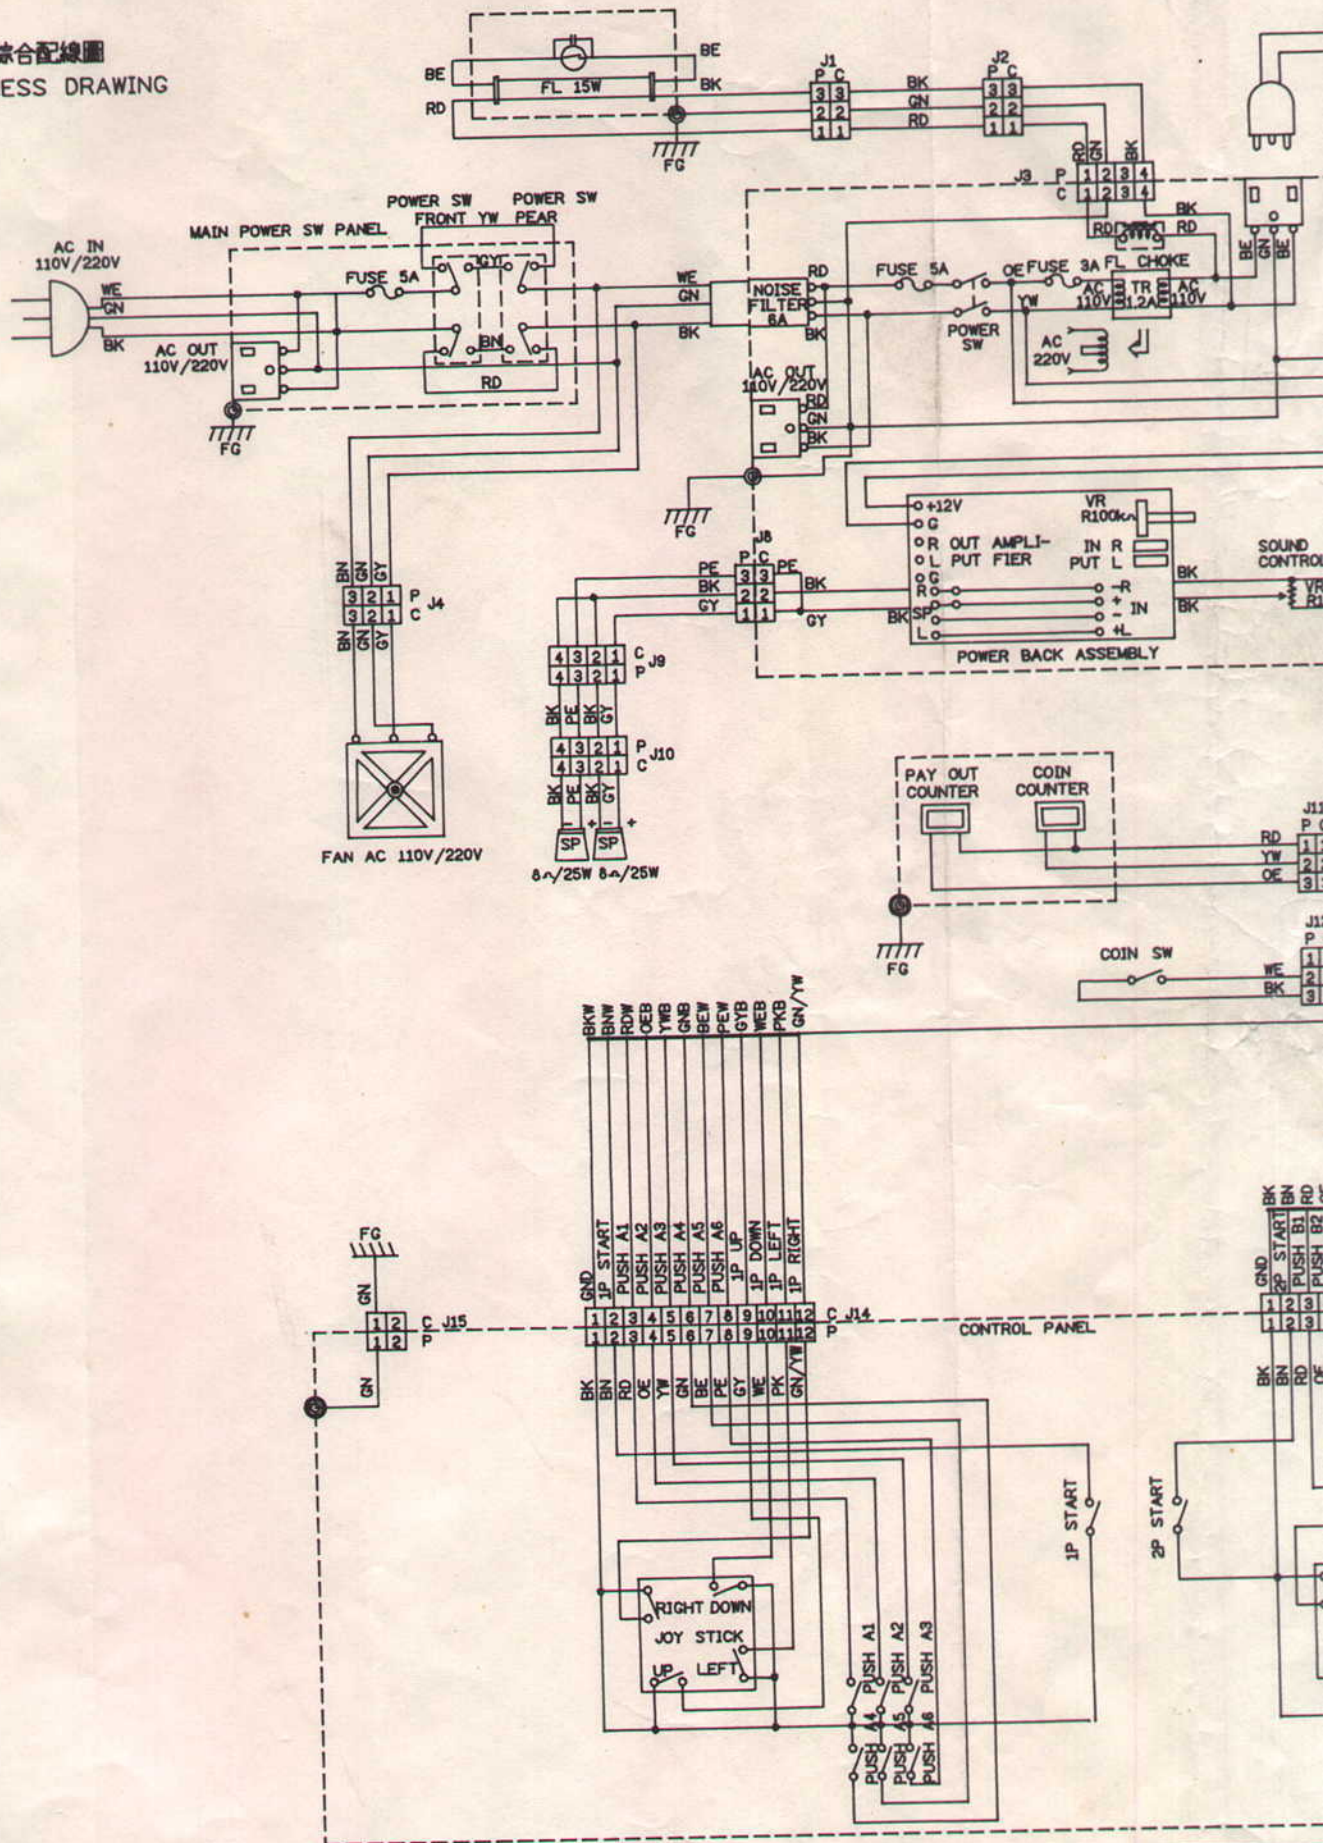 綜合配線圖
ESS DRAWING
FL 15W
BE
BE
BK
RD
FG
J1
P C
3 3
2 2
1 1
BK
GN
RD
J2
P C
3 3
2 2
1 1
RD
GN
BK
J3
P 1 2 3 4
C 1 2 3 4
BK
RD
RD
FL CHOKE
BE
GN
BE
AC IN
110V/220V
WE
GN
BK
MAIN POWER SW PANEL
POWER SW
FRONT YW
POWER SW
PEAR
FUSE 5A
GY
BN
RD
AC OUT
110V/220V
FG
WE
GN
BK
NOISE
FILTER
6A
RD
BK
FUSE 5A
POWER
SW
OE
YW
FUSE 3A
AC
110V
TR
1.2A
AC
110V
AC
220V
AC OUT
110V/220V
RD
GN
BK
FG
BN
GN
GY
3 2 1 P
3 2 1 C
J4
BN
GN
GY
FAN AC 110V/220V
J8
P C
3 3
2 2
1 1
PE
BK
GY
PE
BK
GY
+12V
G
R OUT AMPLI-
L PUT FIER
G
R
SP
L
VR
R100k
IN R
PUT L
-R
+
- IN
+L
BK
BK
BK
POWER BACK ASSEMBLY
SOUND
CONTROL
VR
R1
4 3 2 1 C
4 3 2 1 P
J9
BK
PE
BK
GY
4 3 2 1 P
4 3 2 1 C
J10
BK
PE
BK
GY
- + - +
SP SP
8Ω/25W 8Ω/25W
PAY OUT
COUNTER
COIN
COUNTER
FG
RD
YW
OE
J11
P
1
2
3
COIN SW
WE
BK
P
1
2
3
BKW
BNW
RDW
OEB
YWB
GNB
BEW
PEW
GYB
WEB
PKB
GN/YW
GND
1P START
PUSH A1
PUSH A2
PUSH A3
PUSH A4
PUSH A5
PUSH A6
1P UP
1P DOWN
1P LEFT
1P RIGHT
1 2 3 4 5 6 7 8 9 10 11 12 C J14
1 2 3 4 5 6 7 8 9 10 11 12 P
BK
BN
RD
OE
YW
GN
BE
PE
GY
WE
PK
GN/YW
FG
GN
1 2 C J15
1 2 P
GN
CONTROL PANEL
BK
BN
RD
GND
2P START
PUSH B1
PUSH B2
1 2 3
1 2 3
BK
BN
RD
OE
1P START
2P START
RIGHT DOWN
JOY STICK
UP LEFT
PUSH A1
PUSH A2
PUSH A3
PUSH A4
PUSH A5
PUSH A6